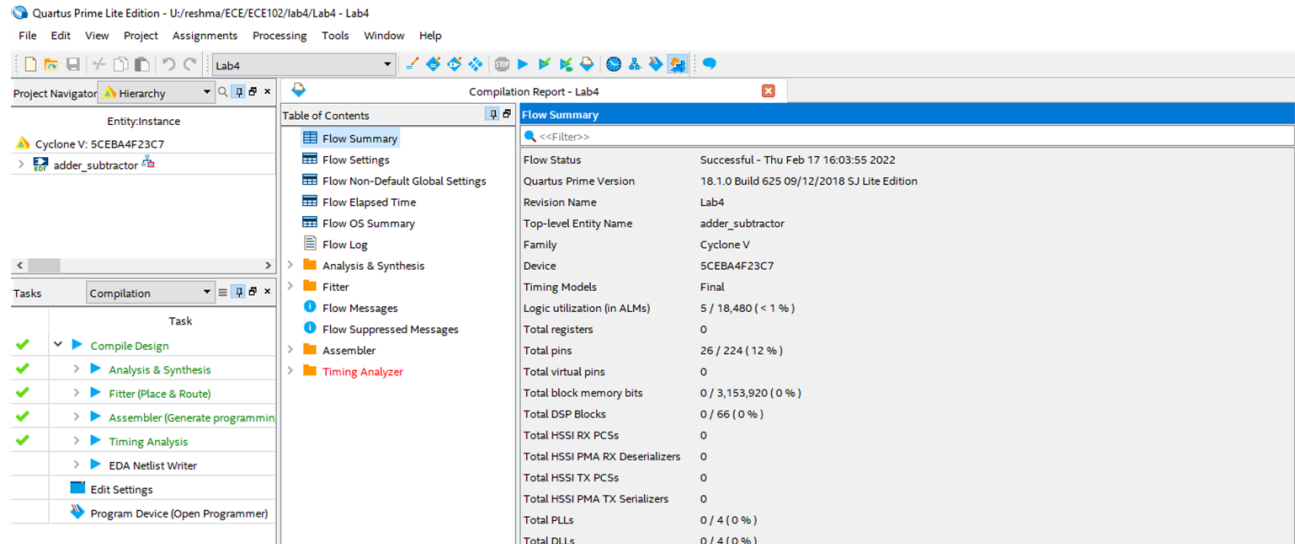 Quartus Prime Lite Edition - U:/reshma/ECE/ECE102/lab4/Lab4 - Lab4
File Edit View Project Assignments Processing Tools Window Help
Lab4
Project Navigator Hierarchy
Entity:Instance
Cyclone V: 5CEBA4F23C7
adder_subtractor
Tasks Compilation
Task
Compile Design
Analysis & Synthesis
Fitter (Place & Route)
Assembler (Generate programmin
Timing Analysis
EDA Netlist Writer
Edit Settings
Program Device (Open Programmer)
Compilation Report - Lab4
Table of Contents
Flow Summary
Flow Settings
Flow Non-Default Global Settings
Flow Elapsed Time
Flow OS Summary
Flow Log
Analysis & Synthesis
Fitter
Flow Messages
Flow Suppressed Messages
Assembler
Timing Analyzer
Flow Summary
<<Filter>>
Flow Status Successful - Thu Feb 17 16:03:55 2022
Quartus Prime Version 18.1.0 Build 625 09/12/2018 SJ Lite Edition
Revision Name Lab4
Top-level Entity Name adder_subtractor
Family Cyclone V
Device 5CEBA4F23C7
Timing Models Final
Logic utilization (in ALMs) 5 / 18,480 ( < 1 % )
Total registers 0
Total pins 26 / 224 ( 12 % )
Total virtual pins 0
Total block memory bits 0 / 3,153,920 ( 0 % )
Total DSP Blocks 0 / 66 ( 0 % )
Total HSSI RX PCSs 0
Total HSSI PMA RX Deserializers 0
Total HSSI TX PCSs 0
Total HSSI PMA TX Serializers 0
Total PLLs 0 / 4 ( 0 % )
Total DLLs 0 / 4 ( 0 % )